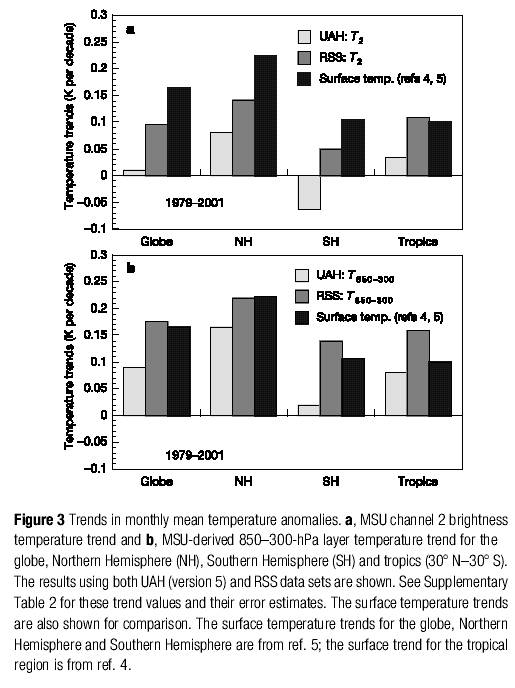 a
UAH: T2
RSS: T2
Surface temp. (refs 4, 5)
Temperature trends (K per decade)
0.3
0.25
0.2
0.15
0.1
0.05
0
−0.05
−0.1
1979–2001
Globe NH SH Tropics
b
UAH: T850–300
RSS: T850–300
Surface temp. (refs 4, 5)
Temperature trends (K per decade)
0.3
0.25
0.2
0.15
0.1
0.05
0
−0.05
−0.1
1979–2001
Globe NH SH Tropics
Figure 3 Trends in monthly mean temperature anomalies. a, MSU channel 2 brightness
temperature trend and b, MSU-derived 850–300-hPa layer temperature trend for the
globe, Northern Hemisphere (NH), Southern Hemisphere (SH) and tropics (30° N–30° S).
The results using both UAH (version 5) and RSS data sets are shown. See Supplementary
Table 2 for these trend values and their error estimates. The surface temperature trends
are also shown for comparison. The surface temperature trends for the globe, Northern
Hemisphere and Southern Hemisphere are from ref. 5; the surface trend for the tropical
region is from ref. 4.